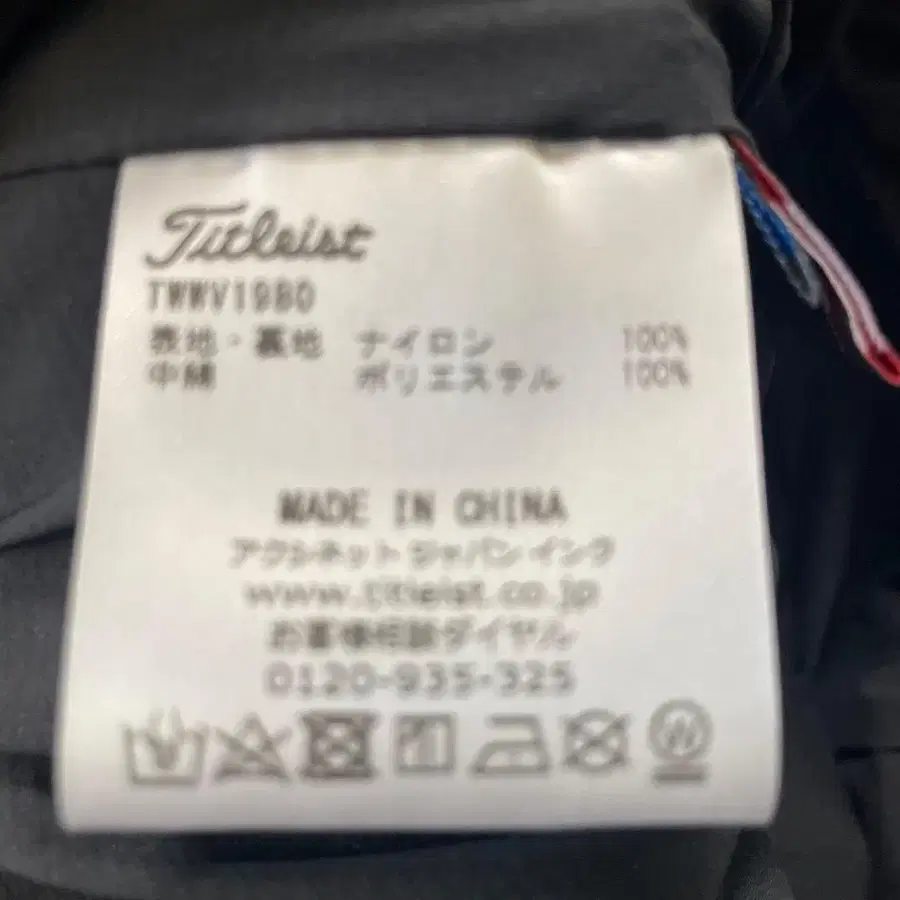 Titleist
TWWV1980
表地・裏地 ナイロン 100%
中綿 ポリエステル 100%
MADE IN CHINA
アクシネット ジャパン インク
www.titleist.co.jp
お客様相談ダイヤル
0120-935-325
W